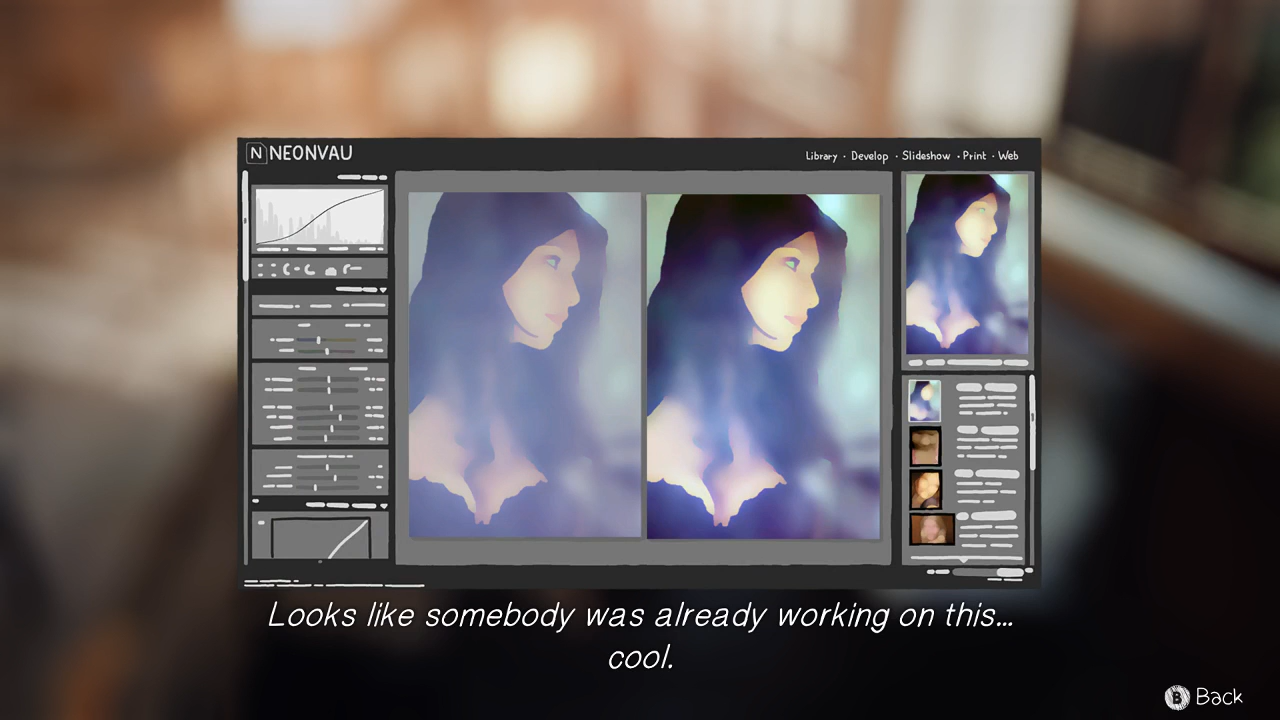 N NEONVAU
Library · Develop · Slideshow · Print · Web
Looks like somebody was already working on this...
cool.
B Back